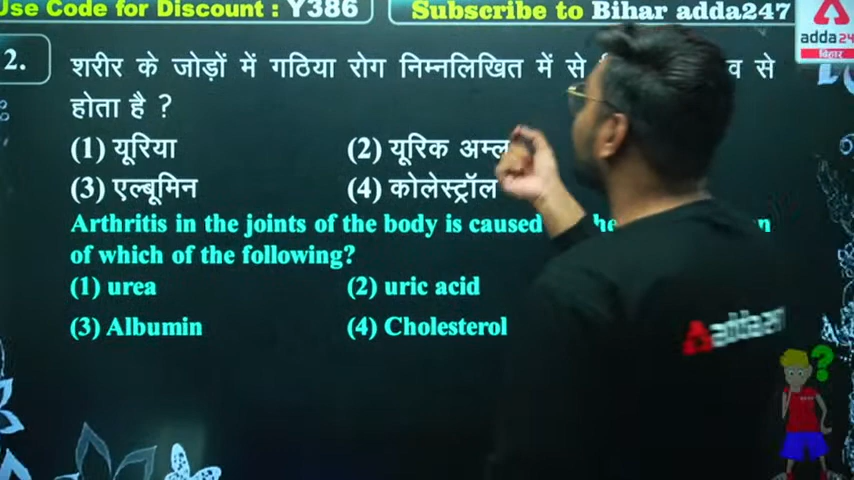 Use Code for Discount : Y386
Subscribe to Bihar adda247
adda24
बिहार
2.
शरीर के जोड़ों में गठिया रोग निम्नलिखित में से व से
होता है ?
(1) यूरिया (2) यूरिक अम्ल
(3) एल्बूमिन (4) कोलेस्ट्रॉल
Arthritis in the joints of the body is caused
of which of the following?
(1) urea (2) uric acid
(3) Albumin (4) Cholesterol